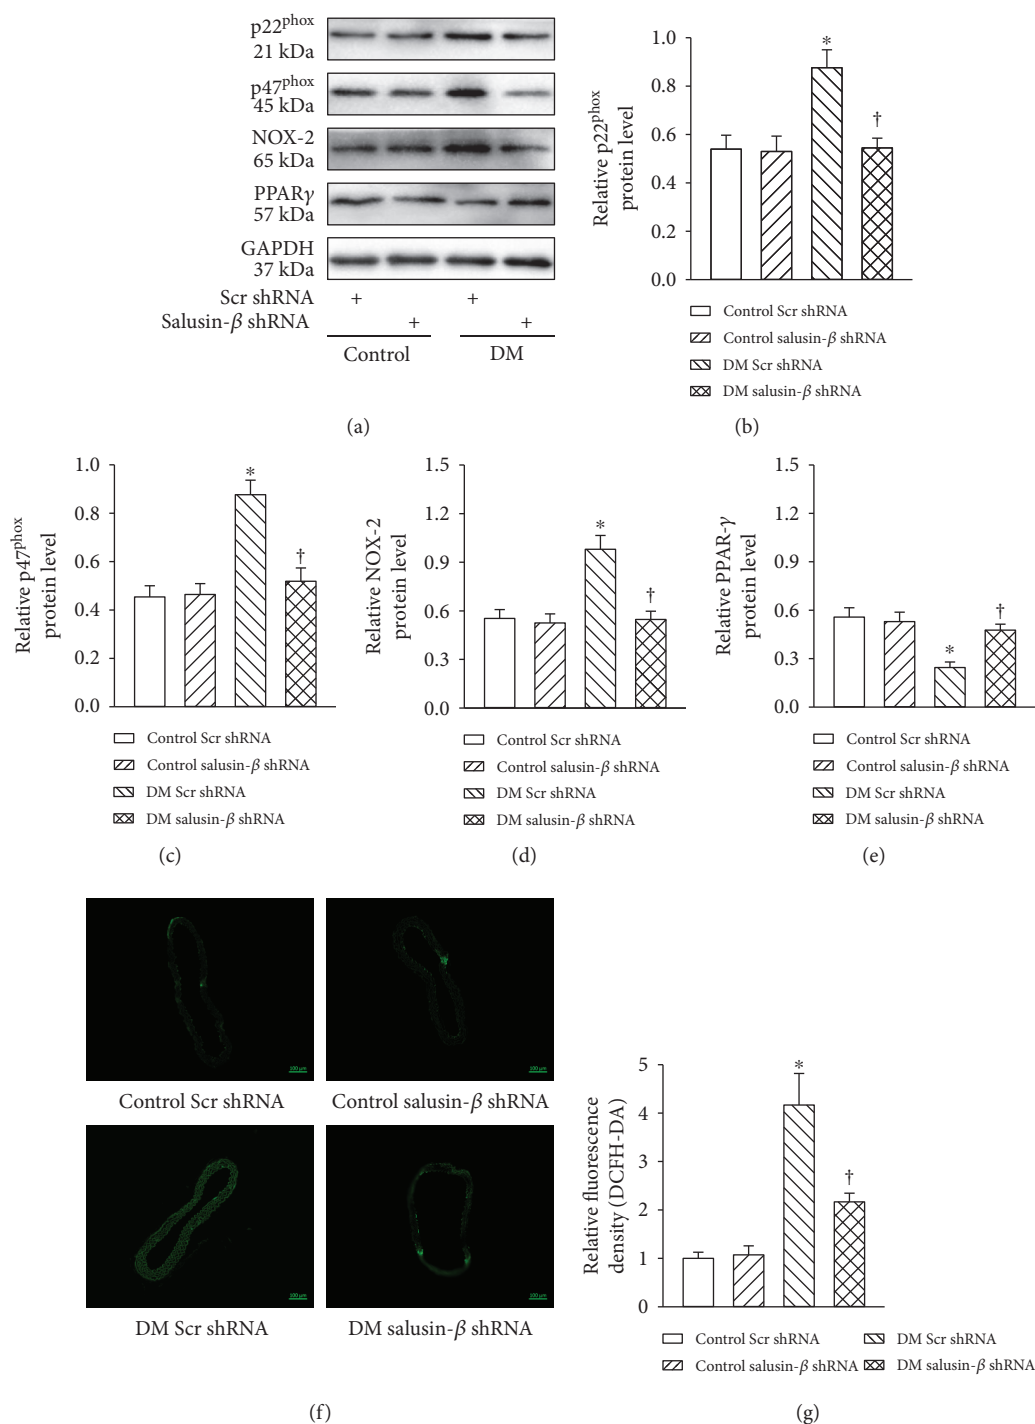 p22phox
21 kDa
p47phox
45 kDa
NOX-2
65 kDa
PPARγ
57 kDa
GAPDH
37 kDa
Scr shRNA + +
Salusin-β shRNA + +
Control DM
(a)
Relative p22phox
protein level
1.0
0.8
0.6
0.4
0.2
0.0
*
†
Control Scr shRNA
Control salusin-β shRNA
DM Scr shRNA
DM salusin-β shRNA
(b)
Relative p47phox
protein level
1.0
0.8
0.6
0.4
0.2
0.0
*
†
Control Scr shRNA
Control salusin-β shRNA
DM Scr shRNA
DM salusin-β shRNA
(c)
Relative NOX-2
protein level
1.5
1.2
0.9
0.6
0.3
0.0
*
†
Control Scr shRNA
Control salusin-β shRNA
DM Scr shRNA
DM salusin-β shRNA
(d)
Relative PPAR-γ
protein level
1.5
1.2
0.9
0.6
0.3
0.0
*
†
Control Scr shRNA
Control salusin-β shRNA
DM Scr shRNA
DM salusin-β shRNA
(e)
100 μm
100 μm
Control Scr shRNA
Control salusin-β shRNA
100 μm
100 μm
DM Scr shRNA
DM salusin-β shRNA
(f)
Relative fluorescence
density (DCFH-DA)
5
4
3
2
1
0
*
†
Control Scr shRNA
DM Scr shRNA
Control salusin-β shRNA
DM salusin-β shRNA
(g)